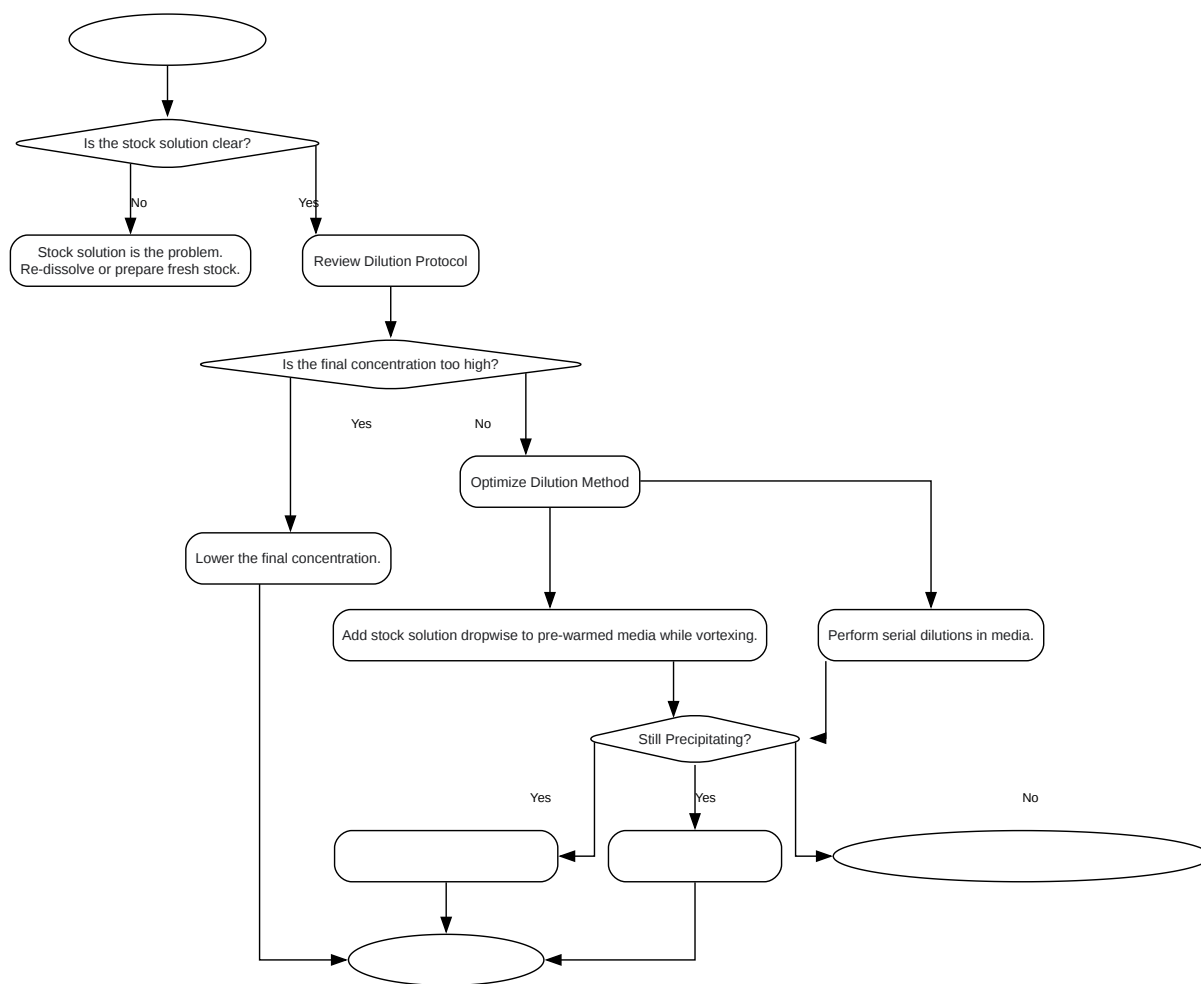 Is the stock solution clear?
No
Yes
Stock solution is the problem.
Re-dissolve or prepare fresh stock.
Review Dilution Protocol
Is the final concentration too high?
Yes
No
Optimize Dilution Method
Lower the final concentration.
Add stock solution dropwise to pre-warmed media while vortexing.
Perform serial dilutions in media.
Still Precipitating?
Yes
Yes
No